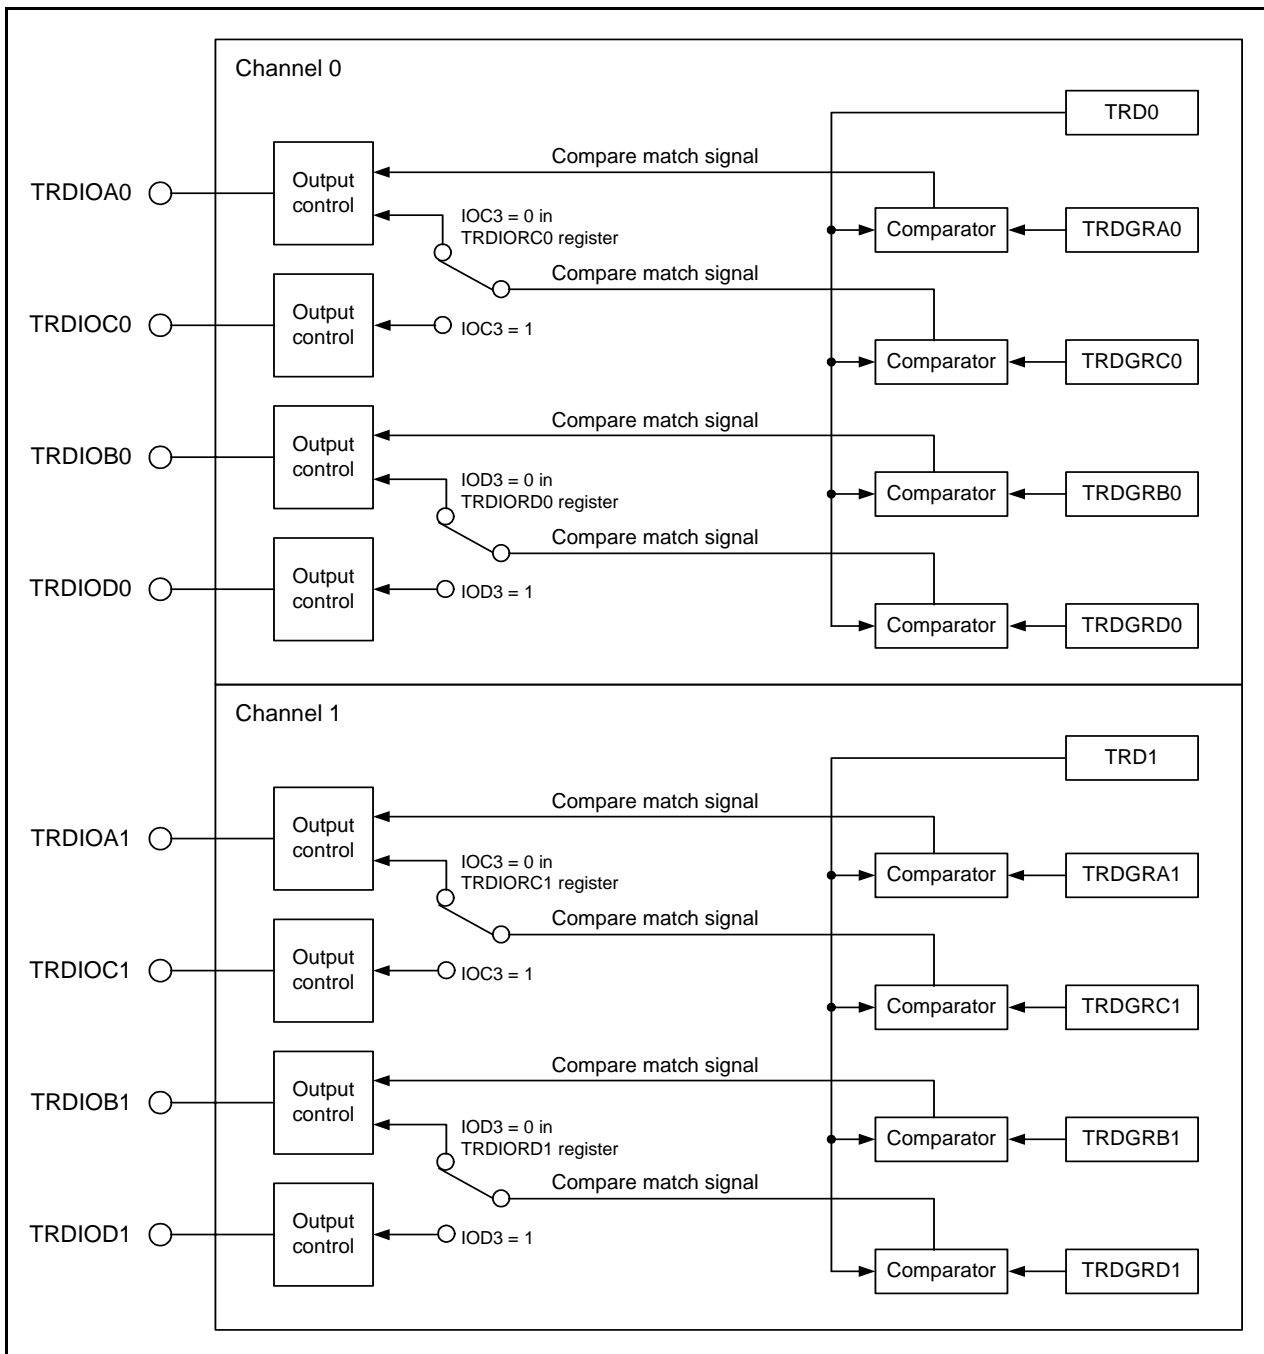 Channel 0
TRD0
Compare match signal
TRDIOA0
Output
control
IOC3 = 0 in
TRDIORC0 register
Comparator
TRDGRA0
Compare match signal
TRDIOC0
Output
control
IOC3 = 1
Comparator
TRDGRC0
Compare match signal
TRDIOB0
Output
control
IOD3 = 0 in
TRDIORD0 register
Comparator
TRDGRB0
Compare match signal
TRDIOD0
Output
control
IOD3 = 1
Comparator
TRDGRD0
Channel 1
TRD1
Compare match signal
TRDIOA1
Output
control
IOC3 = 0 in
TRDIORC1 register
Comparator
TRDGRA1
Compare match signal
TRDIOC1
Output
control
IOC3 = 1
Comparator
TRDGRC1
Compare match signal
TRDIOB1
Output
control
IOD3 = 0 in
TRDIORD1 register
Comparator
TRDGRB1
Compare match signal
TRDIOD1
Output
control
IOD3 = 1
Comparator
TRDGRD1